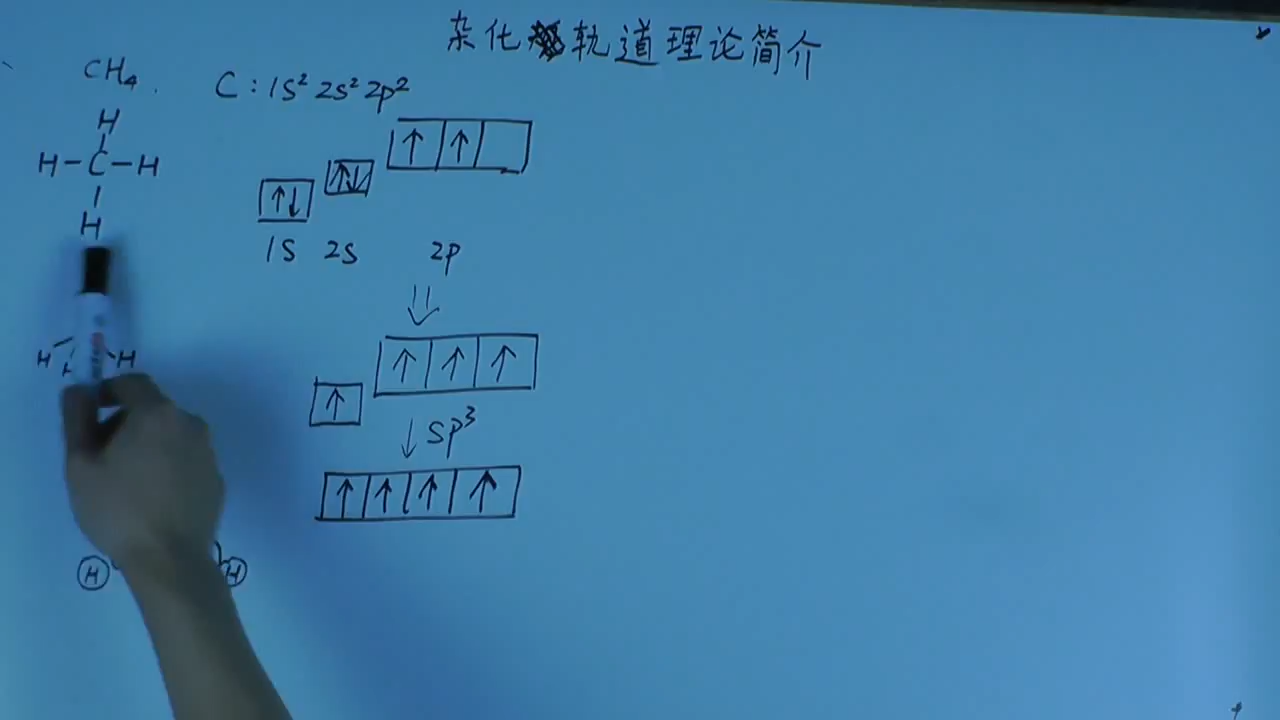 杂化轨道理论简介
CH₄.
C:1S² 2S² 2p²
H
H-C-H
H
↑ ↑
↑↓
↑↓
1S 2S 2p
↑ ↑ ↑
↑
SP³
↑ ↑ ↑ ↑
H H
H H